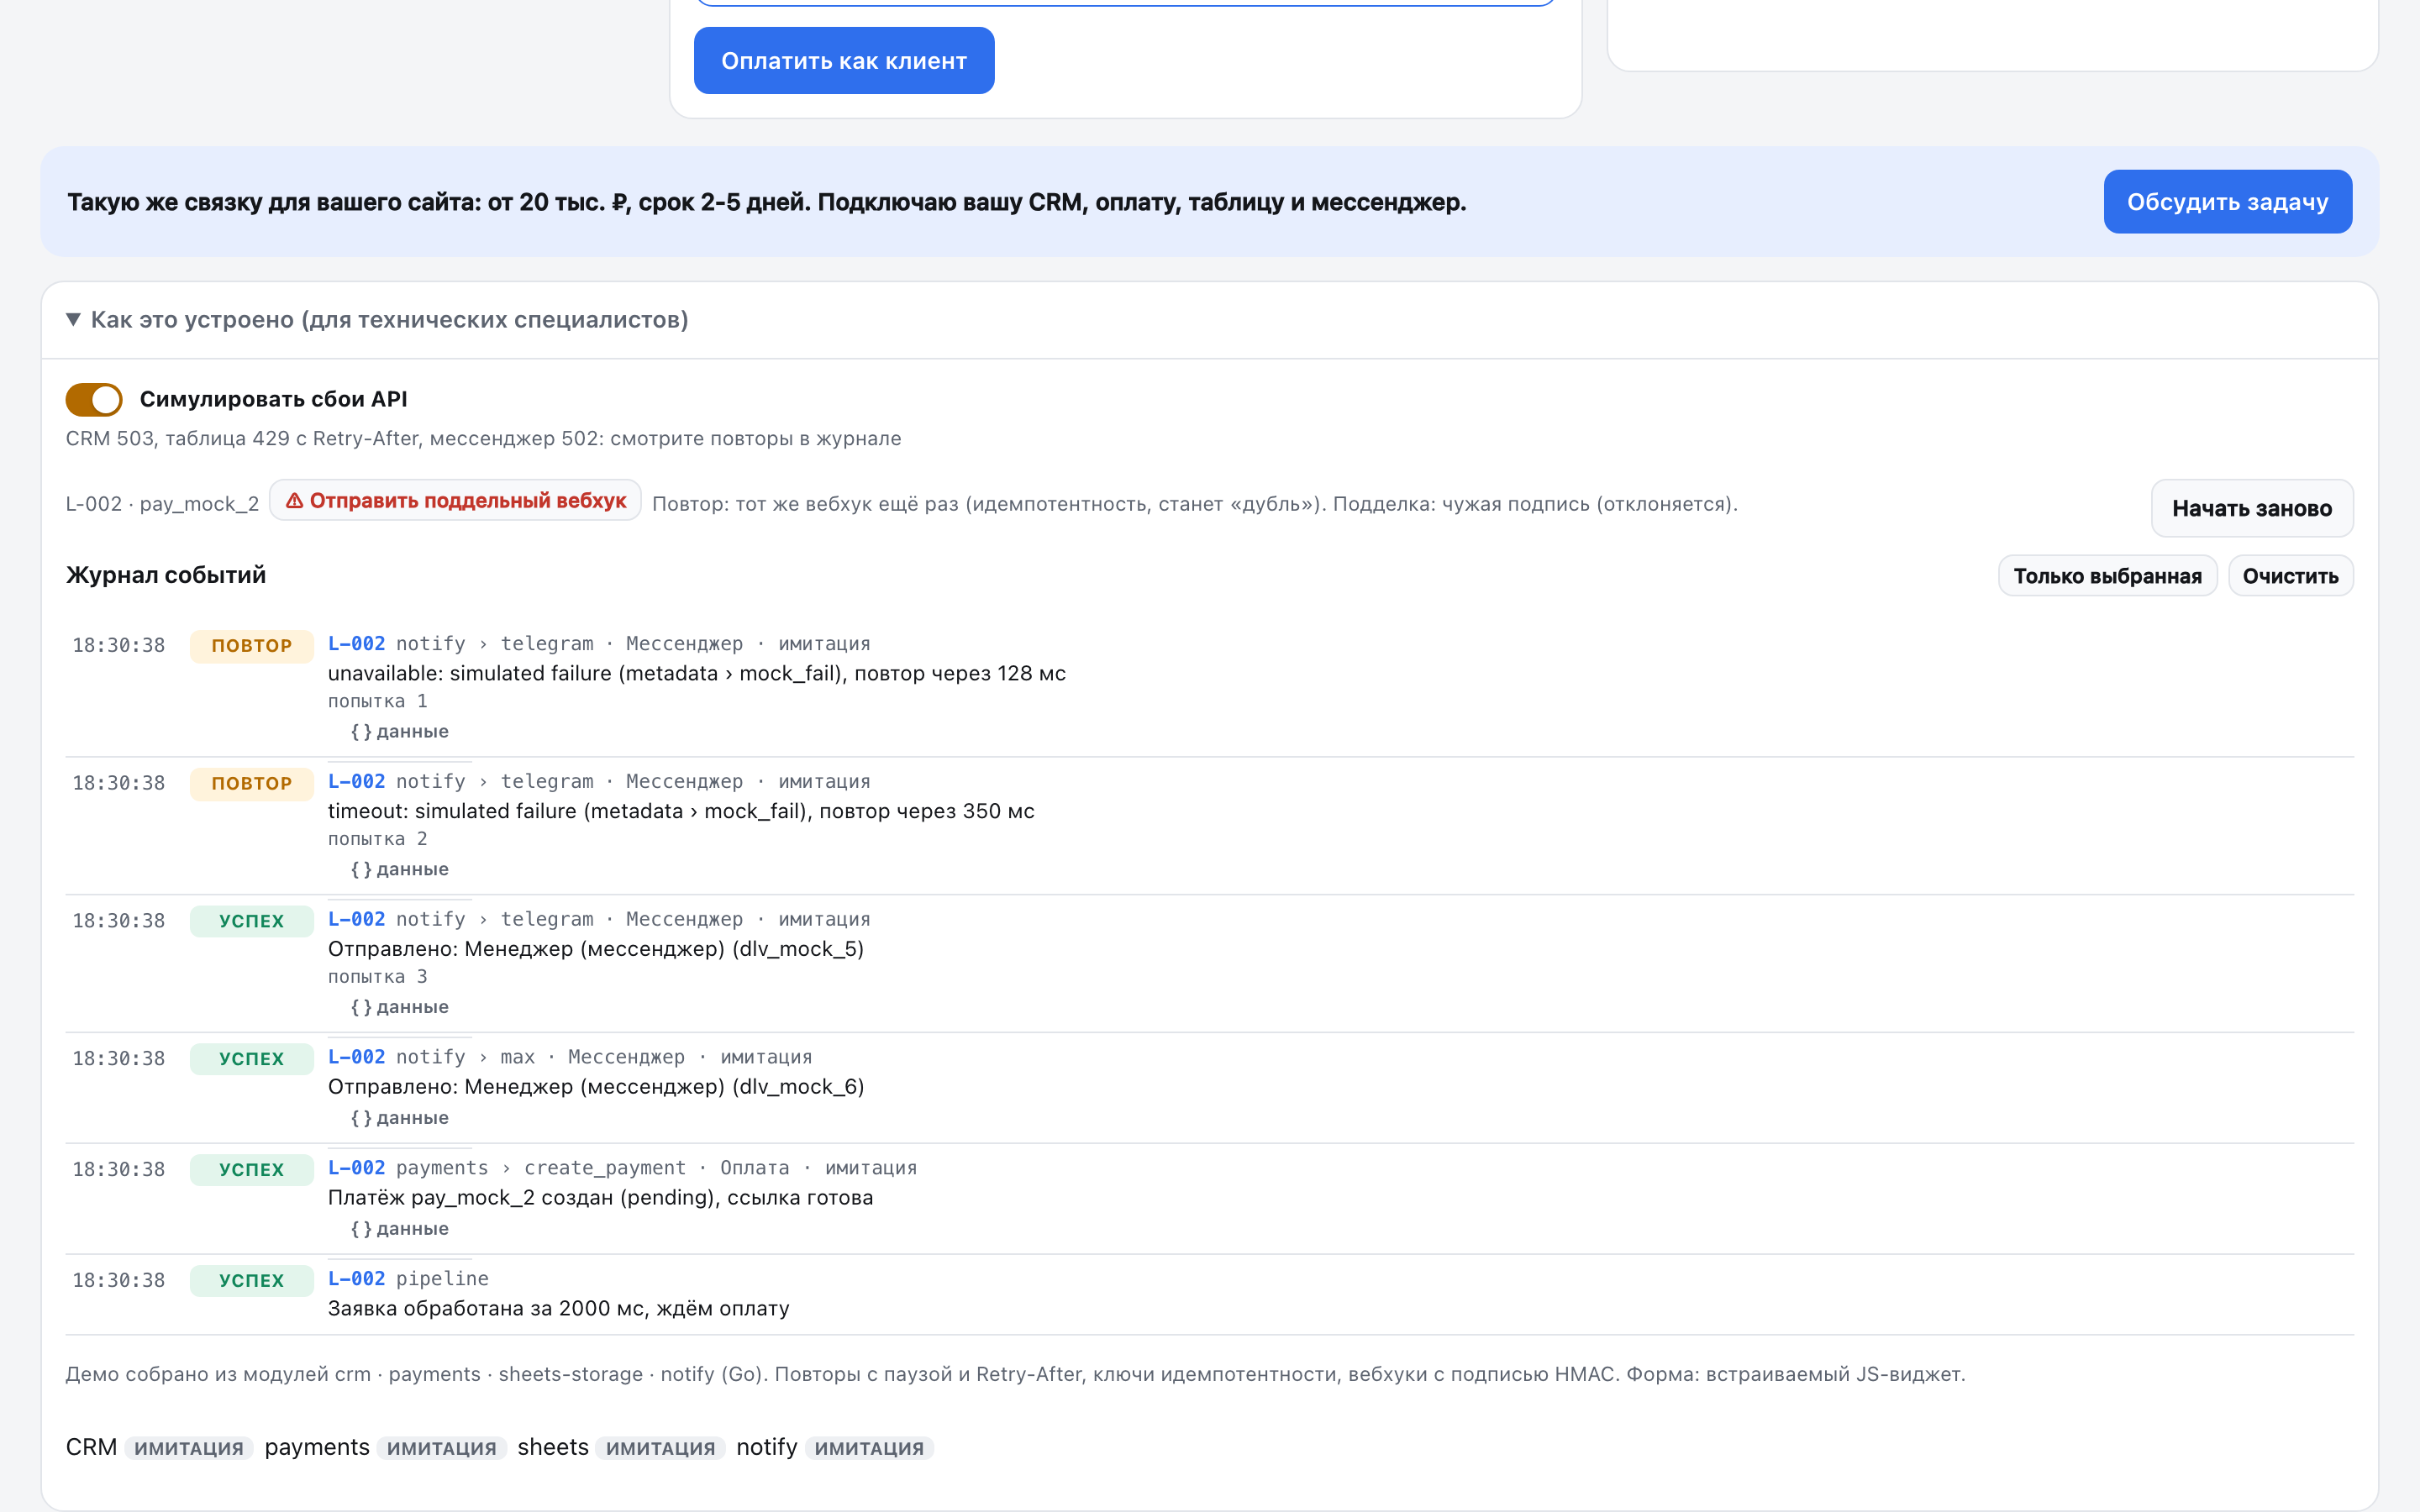 Оплатить как клиент
Такую же связку для вашего сайта: от 20 тыс. ₽, срок 2-5 дней. Подключаю вашу CRM, оплату, таблицу и мессенджер.
Обсудить задачу
▼ Как это устроено (для технических специалистов)
Симулировать сбои API
CRM 503, таблица 429 с Retry-After, мессенджер 502: смотрите повторы в журнале
L-002 · pay_mock_2 ⚠ Отправить поддельный вебхук Повтор: тот же вебхук ещё раз (идемпотентность, станет «дубль»). Подделка: чужая подпись (отклоняется).
Начать заново
Журнал событий
Только выбранная Очистить
18:30:38 ПОВТОР L-002 notify › telegram · Мессенджер · имитация
unavailable: simulated failure (metadata › mock_fail), повтор через 128 мс
попытка 1
{ } данные
18:30:38 ПОВТОР L-002 notify › telegram · Мессенджер · имитация
timeout: simulated failure (metadata › mock_fail), повтор через 350 мс
попытка 2
{ } данные
18:30:38 УСПЕХ L-002 notify › telegram · Мессенджер · имитация
Отправлено: Менеджер (мессенджер) (dlv_mock_5)
попытка 3
{ } данные
18:30:38 УСПЕХ L-002 notify › max · Мессенджер · имитация
Отправлено: Менеджер (мессенджер) (dlv_mock_6)
{ } данные
18:30:38 УСПЕХ L-002 payments › create_payment · Оплата · имитация
Платёж pay_mock_2 создан (pending), ссылка готова
{ } данные
18:30:38 УСПЕХ L-002 pipeline
Заявка обработана за 2000 мс, ждём оплату
Демо собрано из модулей crm · payments · sheets-storage · notify (Go). Повторы с паузой и Retry-After, ключи идемпотентности, вебхуки с подписью HMAC. Форма: встраиваемый JS-виджет.
CRM ИМИТАЦИЯ payments ИМИТАЦИЯ sheets ИМИТАЦИЯ notify ИМИТАЦИЯ